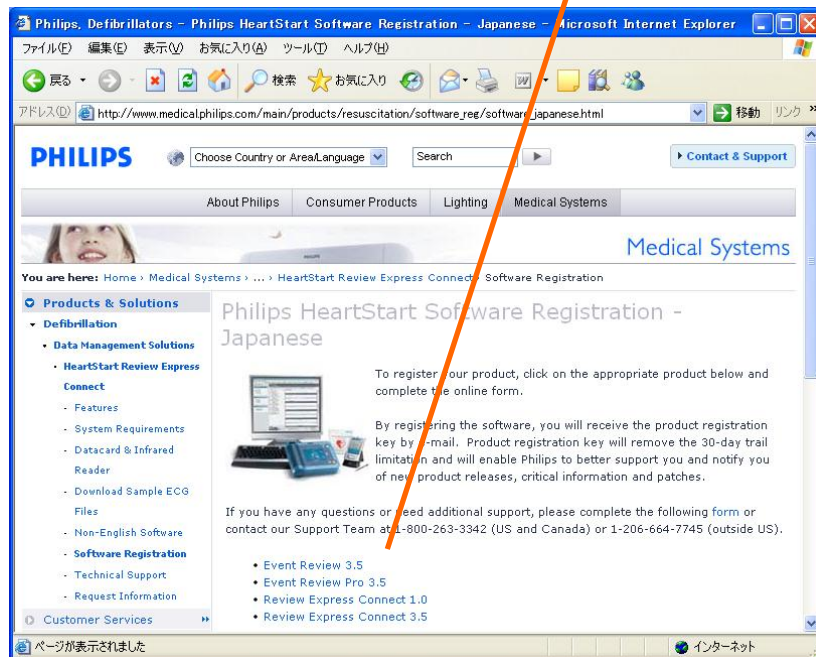 Philips, Defibrillators - Philips HeartStart Software Registration - Japanese - Microsoft Internet Explorer
ファイル(F) 編集(E) 表示(V) お気に入り(A) ツール(T) ヘルプ(H)
戻る 検索 お気に入り
アドレス(D) http://www.medical.philips.com/main/products/resuscitation/software_reg/software_japanese.html 移動 リンク »
PHILIPS Choose Country or Area/Language Search Contact & Support
About Philips Consumer Products Lighting Medical Systems
Medical Systems
You are here: Home › Medical Systems › ... › HeartStart Review Express Connect › Software Registration
Products & Solutions
Defibrillation
Data Management Solutions
HeartStart Review Express
Connect
- Features
- System Requirements
- Datacard & Infrared
Reader
- Download Sample ECG
Files
- Non-English Software
- Software Registration
- Technical Support
- Request Information
Customer Services »
Philips HeartStart Software Registration -
Japanese
To register your product, click on the appropriate product below and
complete the online form.
By registering the software, you will receive the product registration
key by e-mail. Product registration key will remove the 30-day trail
limitation and will enable Philips to better support you and notify you
of new product releases, critical information and patches.
If you have any questions or need additional support, please complete the following form or
contact our Support Team at 1-800-263-3342 (US and Canada) or 1-206-664-7745 (outside US).
• Event Review 3.5
• Event Review Pro 3.5
• Review Express Connect 1.0
• Review Express Connect 3.5
ページが表示されました インターネット